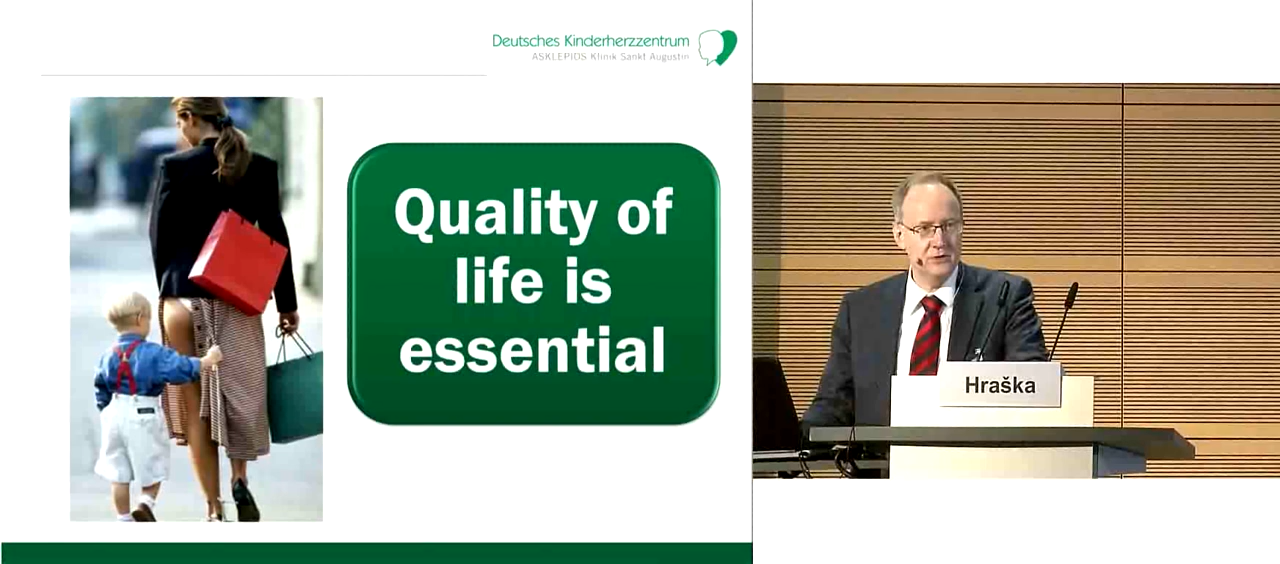 Deutsches Kinderherzzentrum
ASKLEPIOS Klinik Sankt Augustin
Quality of
life is
essential
Hraška